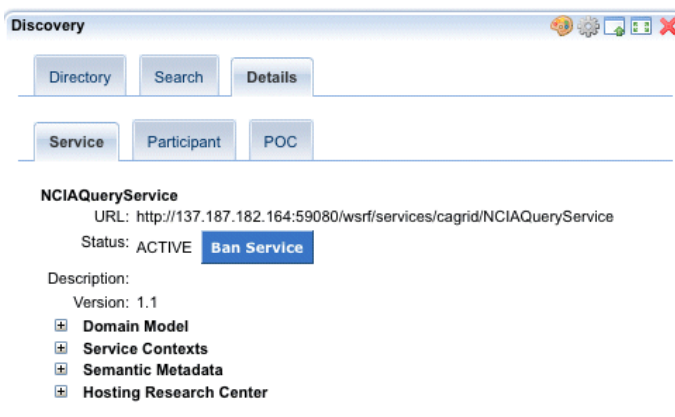 Discovery
Directory Search Details
Service Participant POC
NCIAQueryService
URL: http://137.187.182.164:59080/wsrf/services/cagrid/NCIAQueryService
Status: ACTIVE Ban Service
Description:
Version: 1.1
Domain Model
Service Contexts
Semantic Metadata
Hosting Research Center